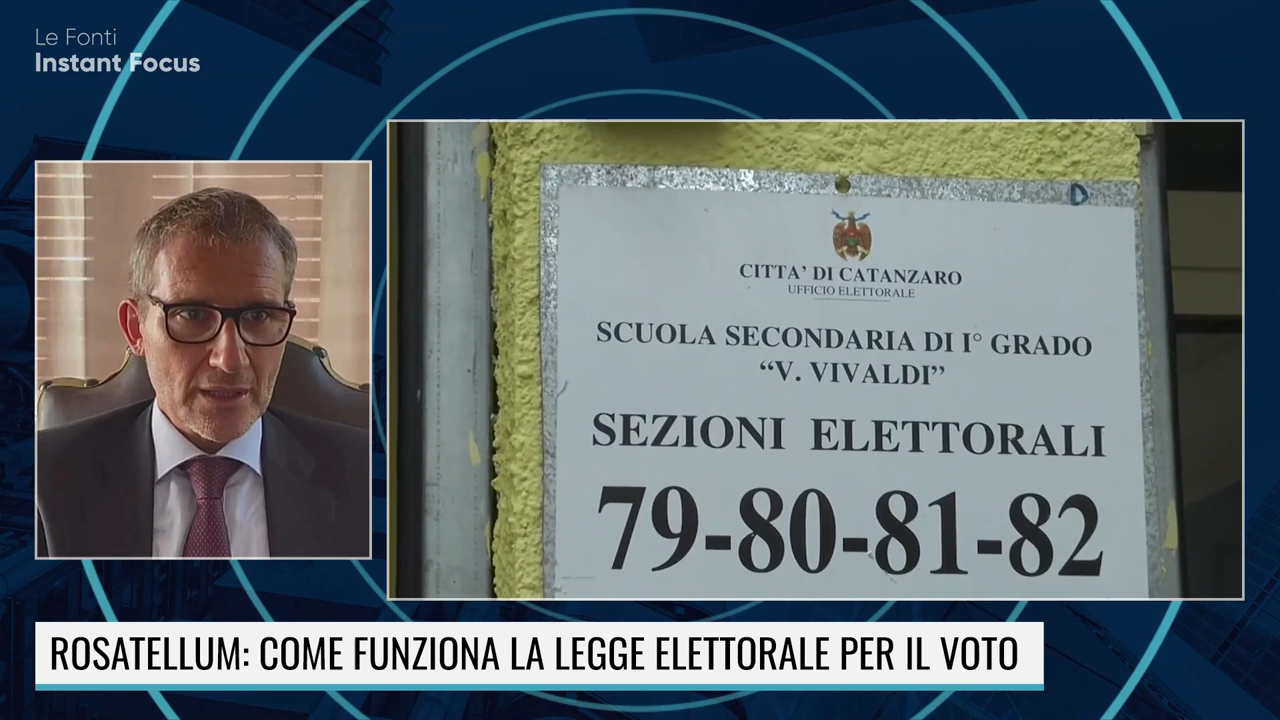 Le Fonti
Instant Focus
CITTA' DI CATANZARO
UFFICIO ELETTORALE
SCUOLA SECONDARIA DI I° GRADO
“V. VIVALDI”
SEZIONI ELETTORALI
79-80-81-82
D
ROSATELLUM: COME FUNZIONA LA LEGGE ELETTORALE PER IL VOTO